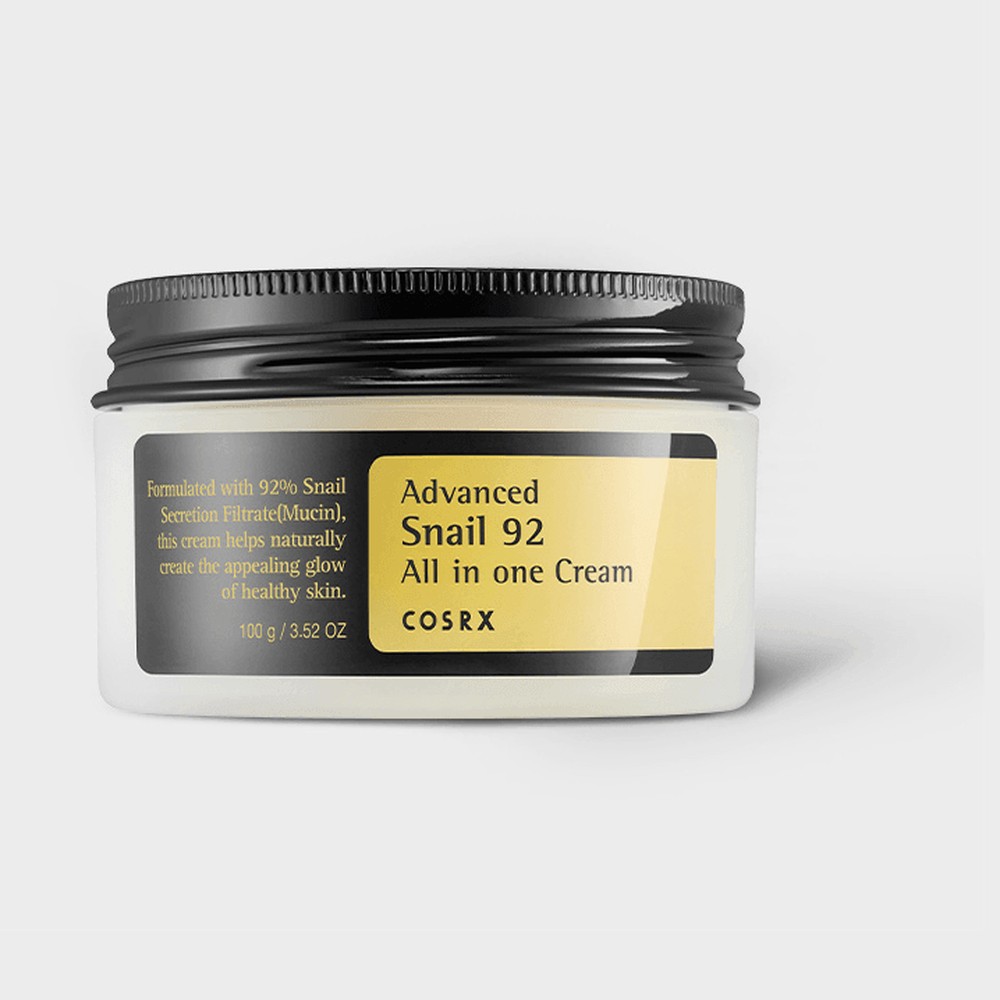 Formulated with 92% Snail
Secretion Filtrate(Mucin),
this cream helps naturally
create the appealing glow
of healthy skin.
100 g / 3.52 OZ
Advanced
Snail 92
All in one Cream
COSRX